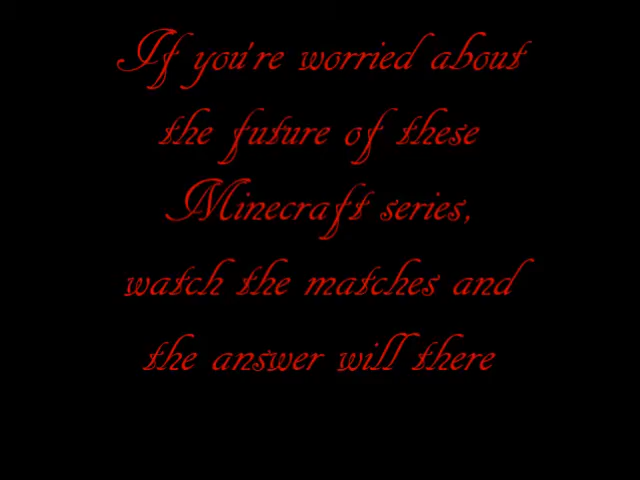 If you're worried about
the future of these
Minecraft series,
watch the matches and
the answer will there